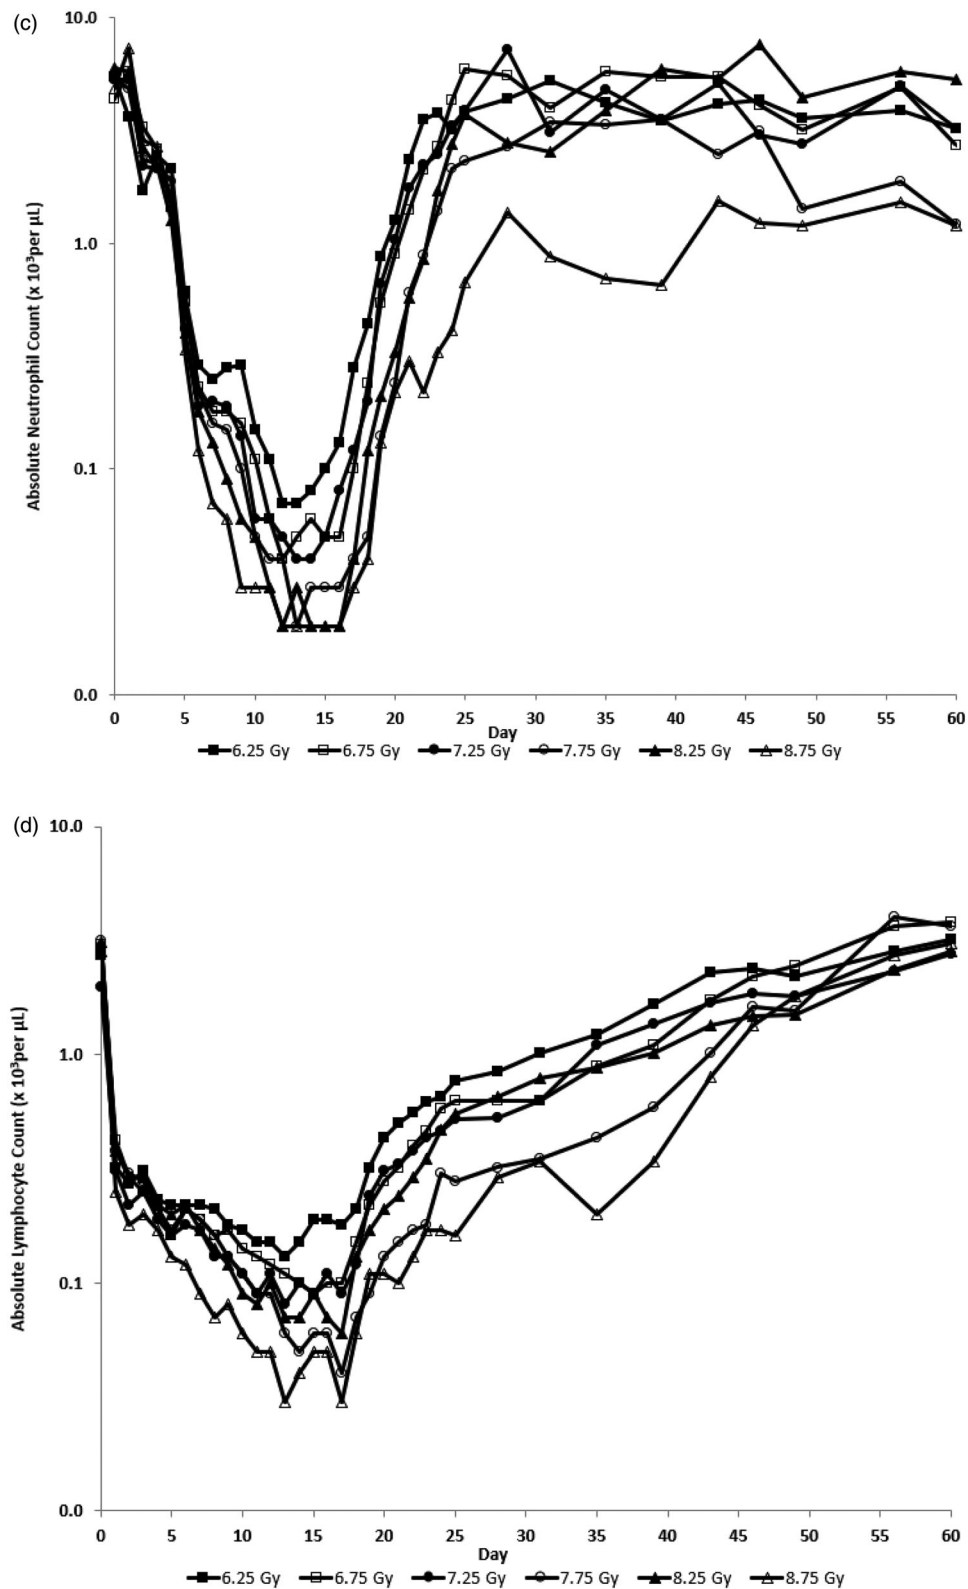 (c)
10.0
1.0
0.1
0.0
Absolute Neutrophil Count (x 10³per µL)
0 5 10 15 20 25 30 35 40 45 50 55 60
Day
6.25 Gy 6.75 Gy 7.25 Gy 7.75 Gy 8.25 Gy 8.75 Gy
(d)
10.0
1.0
0.1
0.0
Absolute Lymphocyte Count (x 10³per µL)
0 5 10 15 20 25 30 35 40 45 50 55 60
Day
6.25 Gy 6.75 Gy 7.25 Gy 7.75 Gy 8.25 Gy 8.75 Gy